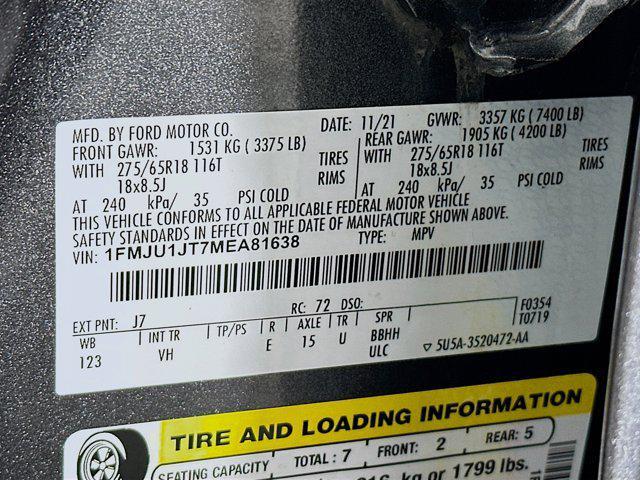 MFD. BY FORD MOTOR CO. DATE: 11/21 GVWR: 3357 KG ( 7400 LB)
FRONT GAWR: 1531 KG ( 3375 LB) REAR GAWR: 1905 KG ( 4200 LB)
WITH 275/65R18 116T TIRES WITH 275/65R18 116T TIRES
18x8.5J RIMS 18x8.5J RIMS
AT 240 kPa/ 35 PSI COLD AT 240 kPa/ 35 PSI COLD
THIS VEHICLE CONFORMS TO ALL APPLICABLE FEDERAL MOTOR VEHICLE
SAFETY STANDARDS IN EFFECT ON THE DATE OF MANUFACTURE SHOWN ABOVE.
VIN: 1FMJU1JT7MEA81638 TYPE: MPV
EXT PNT: J7 RC: 72 DSO: F0354
T0719
WB INT TR TP/PS R AXLE TR SPR
123 VH E 15 U BBHH
ULC ▽ 5U5A-3520472-AA
TIRE AND LOADING INFORMATION
SEATING CAPACITY TOTAL : 7 FRONT: 2 REAR: 5
kg or 1799 lbs.